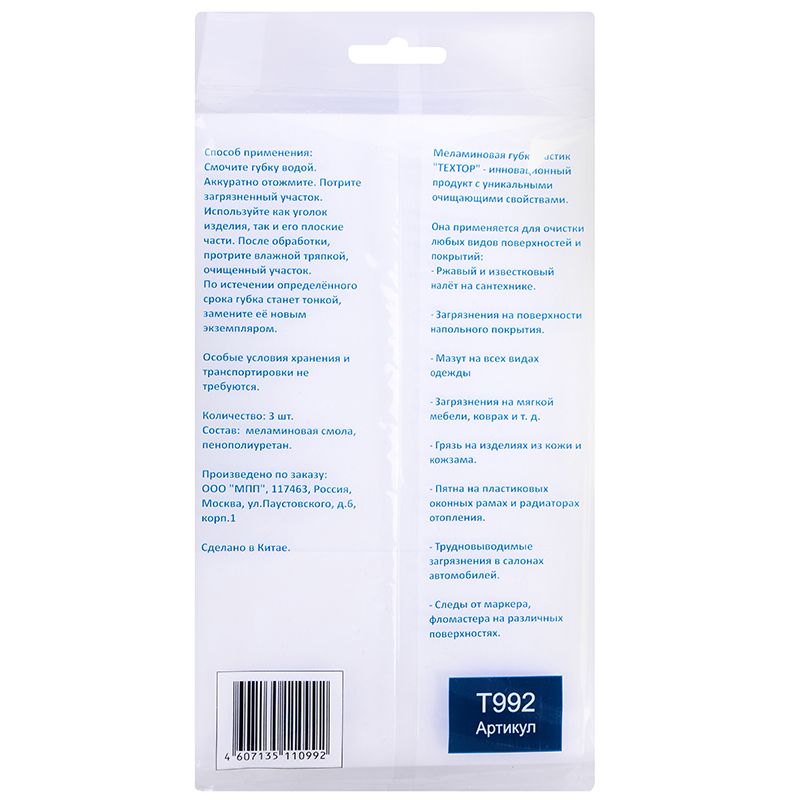 Способ применения:
Смочите губку водой.
Аккуратно отожмите. Потрите
загрязненный участок.
Используйте как уголок
изделия, так и его плоские
части. После обработки,
протрите влажной тряпкой,
очищенный участок.
По истечении определённого
срока губка станет тонкой,
замените её новым
экземпляром.
Особые условия хранения и
транспортировки не
требуются.
Количество: 3 шт.
Состав: меламиновая смола,
пенополиуретан.
Произведено по заказу:
ООО "МПП", 117463, Россия,
Москва, ул.Паустовского, д.6,
корп.1
Сделано в Китае.
4 607135 110992
Меламиновая
"ТЕХТОР" - инновационный
продукт с уникальными
очищающими свойствами.
Она применяется для очистки
любых видов поверхностей и
покрытий:
- Ржавый и известковый
налёт на сантехнике.
- Загрязнения на поверхности
напольного покрытия.
- Мазут на всех видах
одежды
- Загрязнения на мягкой
мебели, коврах и т. д.
- Грязь на изделиях из кожи и
кожзама.
- Пятна на пластиковых
оконных рамах и радиаторах
отопления.
- Трудновыводимые
загрязнения в салонах
автомобилей.
- Следы от маркера,
фломастера на различных
поверхностях.
Т992
Артикул